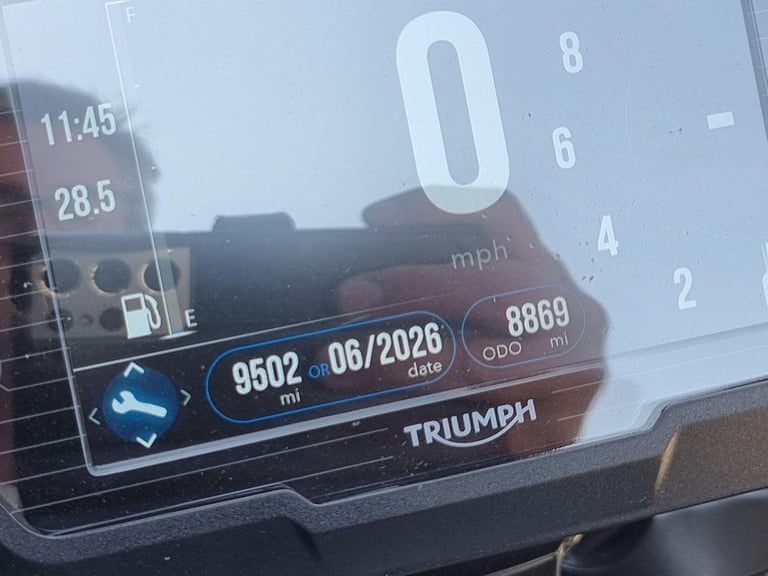 F
11:45
28.5
E
0
mph
8
6
4
2
9502 OR 06/2026
mi date
8869
ODO mi
TRIUMPH